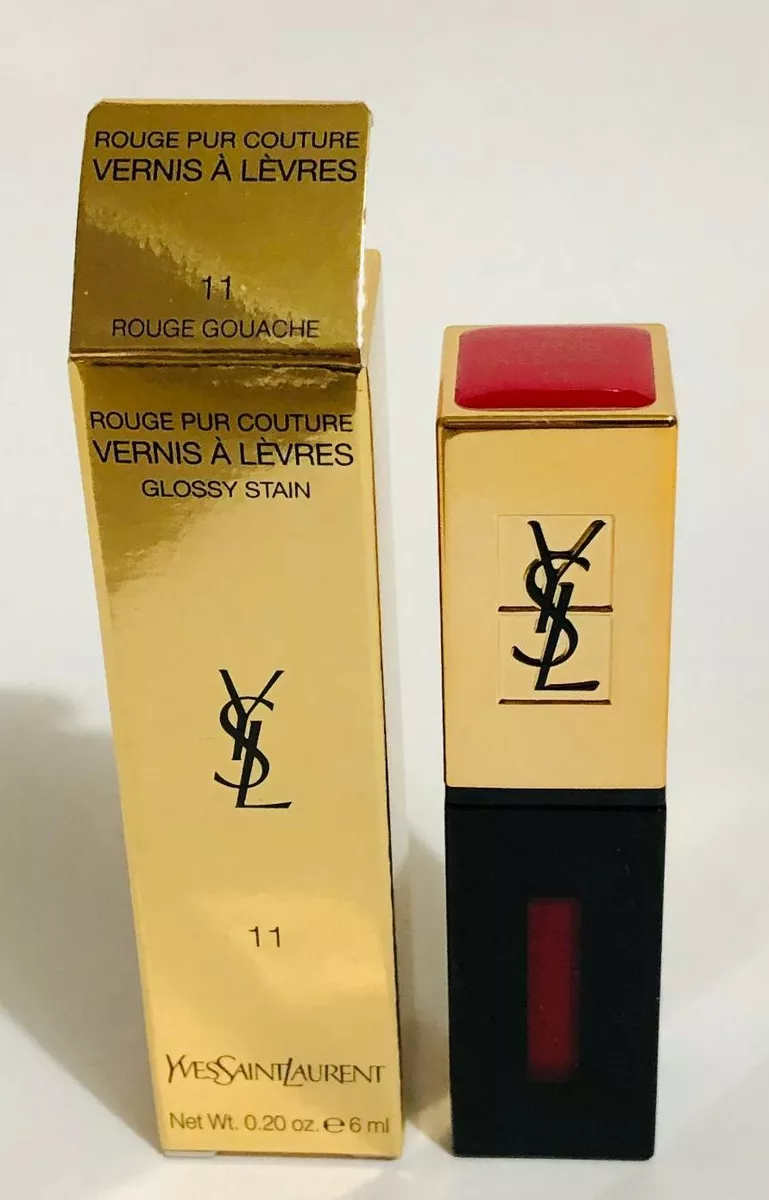 ROUGE PUR COUTURE
VERNIS À LÈVRES
11
ROUGE GOUACHE
ROUGE PUR COUTURE
VERNIS À LÈVRES
GLOSSY STAIN
YSL
11
YVESSAINTLAURENT
Net Wt. 0.20 oz. ℮ 6 ml
YSL